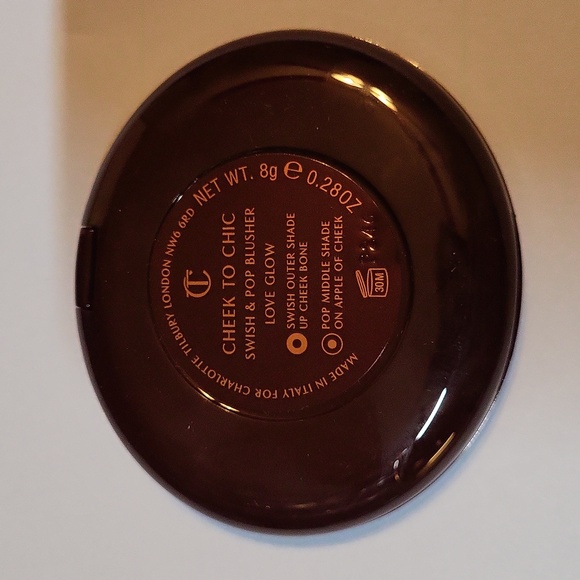 NET WT. 8g ℮ 0.28OZ
CT
CHEEK TO CHIC
SWISH & POP BLUSHER
LOVE GLOW
SWISH OUTER SHADE
UP CHEEK BONE
POP MIDDLE SHADE
ON APPLE OF CHEEK
30M
MADE IN ITALY FOR CHARLOTTE TILBURY LONDON NW6 6RD